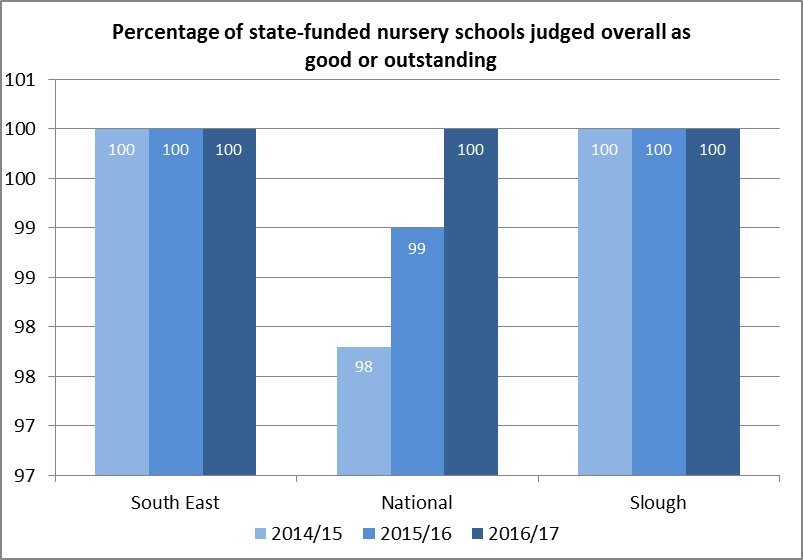 Percentage of state-funded nursery schools judged overall as
good or outstanding
101
100
100
99
99
98
98
97
97
100 100 100
98 99 100
100 100 100
South East National Slough
2014/15 2015/16 2016/17